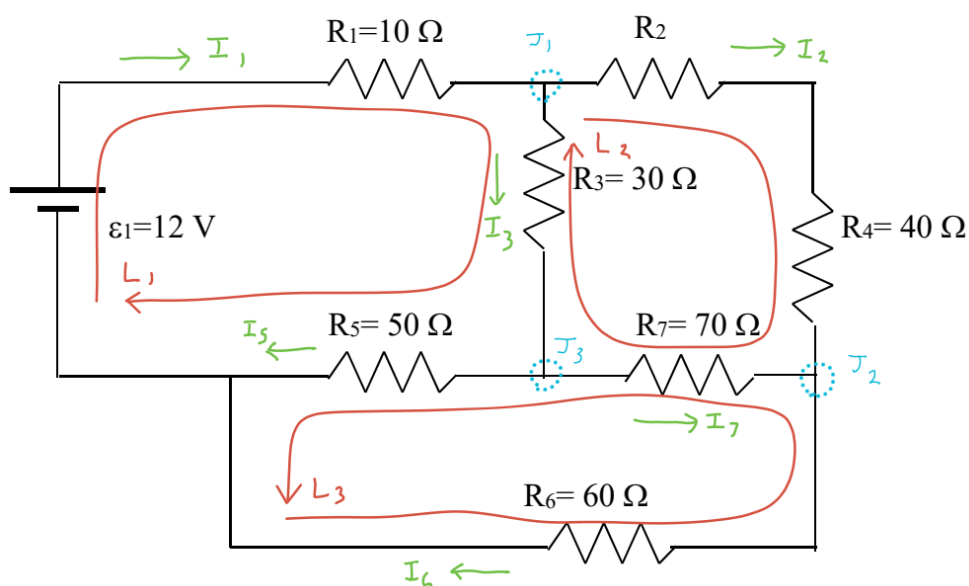 I₁
R₁=10 Ω
J₁
R₂
I₂
L₂
R₃= 30 Ω
I₃
ε₁=12 V
R₄= 40 Ω
L₁
I₅
R₅= 50 Ω
J₃
R₇= 70 Ω
J₂
I₇
L₃
R₆= 60 Ω
I₆